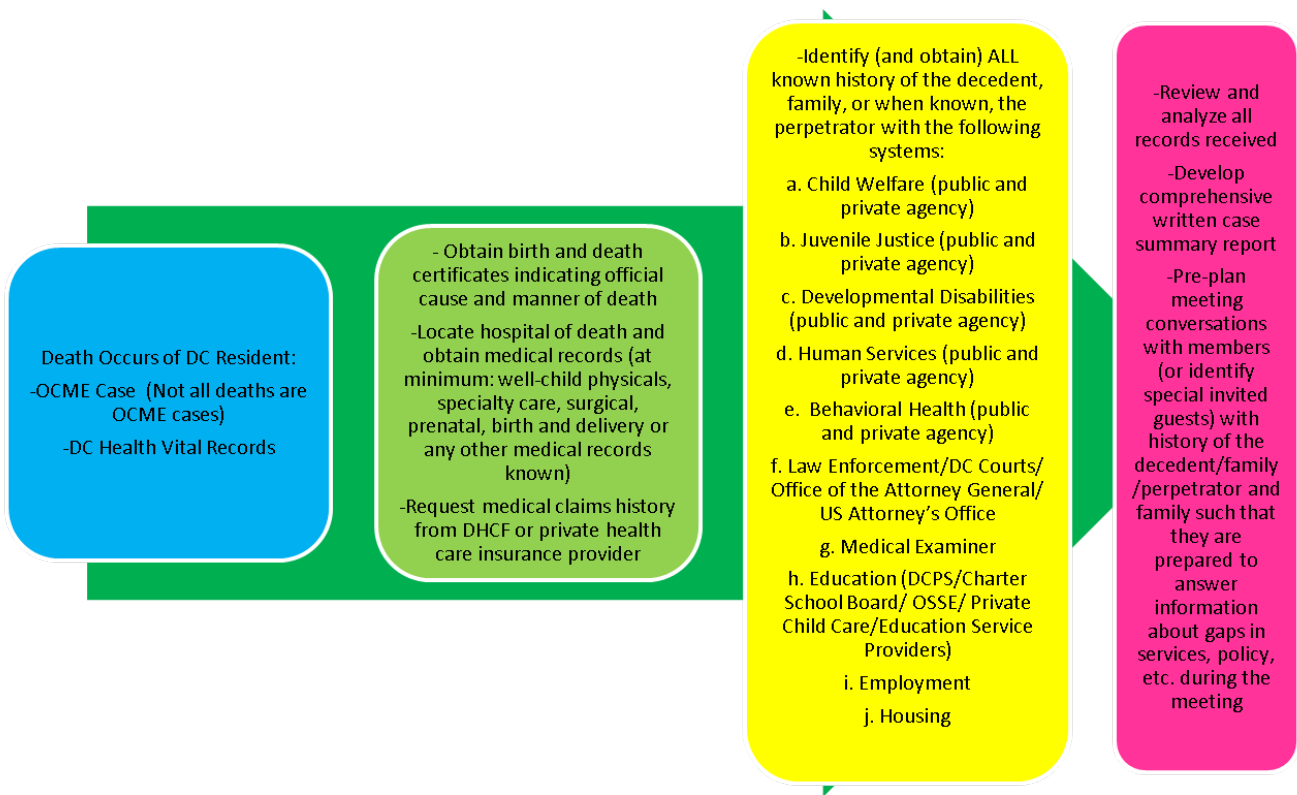 Death Occurs of DC Resident:
-OCME Case  (Not all deaths are
OCME cases)
-DC Health Vital Records
- Obtain birth and death
certificates indicating official
cause and manner of death
-Locate hospital of death and
obtain medical records (at
minimum: well-child physicals,
specialty care, surgical,
prenatal, birth and delivery or
any other medical records
known)
-Request medical claims history
from DHCF or private health
care insurance provider
-Identify (and obtain) ALL
known history of the decedent,
family, or when known, the
perpetrator with the following
systems:
a. Child Welfare (public and
private agency)
b. Juvenile Justice (public and
private agency)
c. Developmental Disabilities
(public and private agency)
d. Human Services (public and
private agency)
e.  Behavioral Health (public
and private agency)
f. Law Enforcement/DC Courts/
Office of the Attorney General/
US Attorney's Office
g. Medical Examiner
h. Education (DCPS/Charter
School Board/ OSSE/ Private
Child Care/Education Service
Providers)
i. Employment
j. Housing
-Review and
analyze all
records received
-Develop
comprehensive
written case
summary report
-Pre-plan
meeting
conversations
with members
(or identify
special invited
guests) with
history of the
decedent/family
/perpetrator and
family such that
they are
prepared to
answer
information
about gaps in
services, policy,
etc. during the
meeting